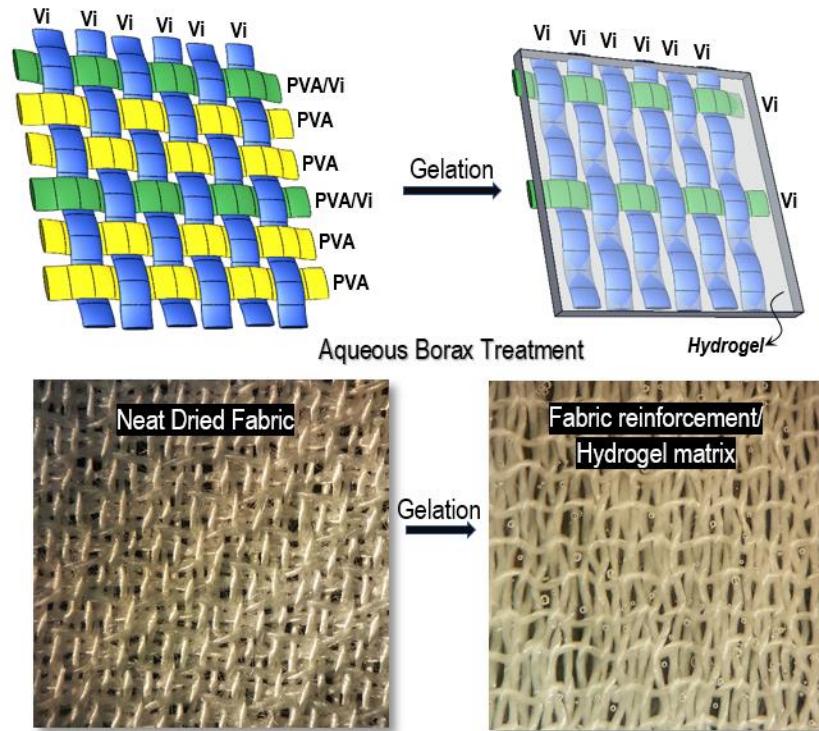 Vi Vi Vi Vi Vi Vi
PVA/Vi
PVA
PVA
PVA/Vi
PVA
PVA
Gelation
Vi Vi Vi Vi Vi Vi
Vi
Vi
Hydrogel
Aqueous Borax Treatment
Neat Dried Fabric
Gelation
Fabric reinforcement/
Hydrogel matrix